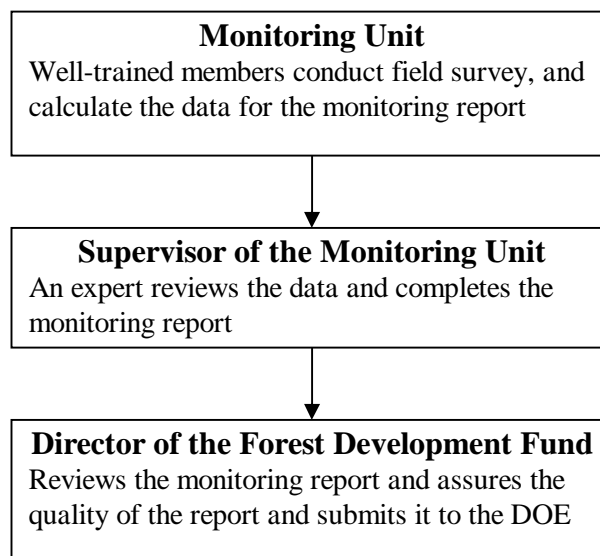 Monitoring Unit
Well-trained members conduct field survey, and
calculate the data for the monitoring report
Supervisor of the Monitoring Unit
An expert reviews the data and completes the
monitoring report
Director of the Forest Development Fund
Reviews the monitoring report and assures the
quality of the report and submits it to the DOE